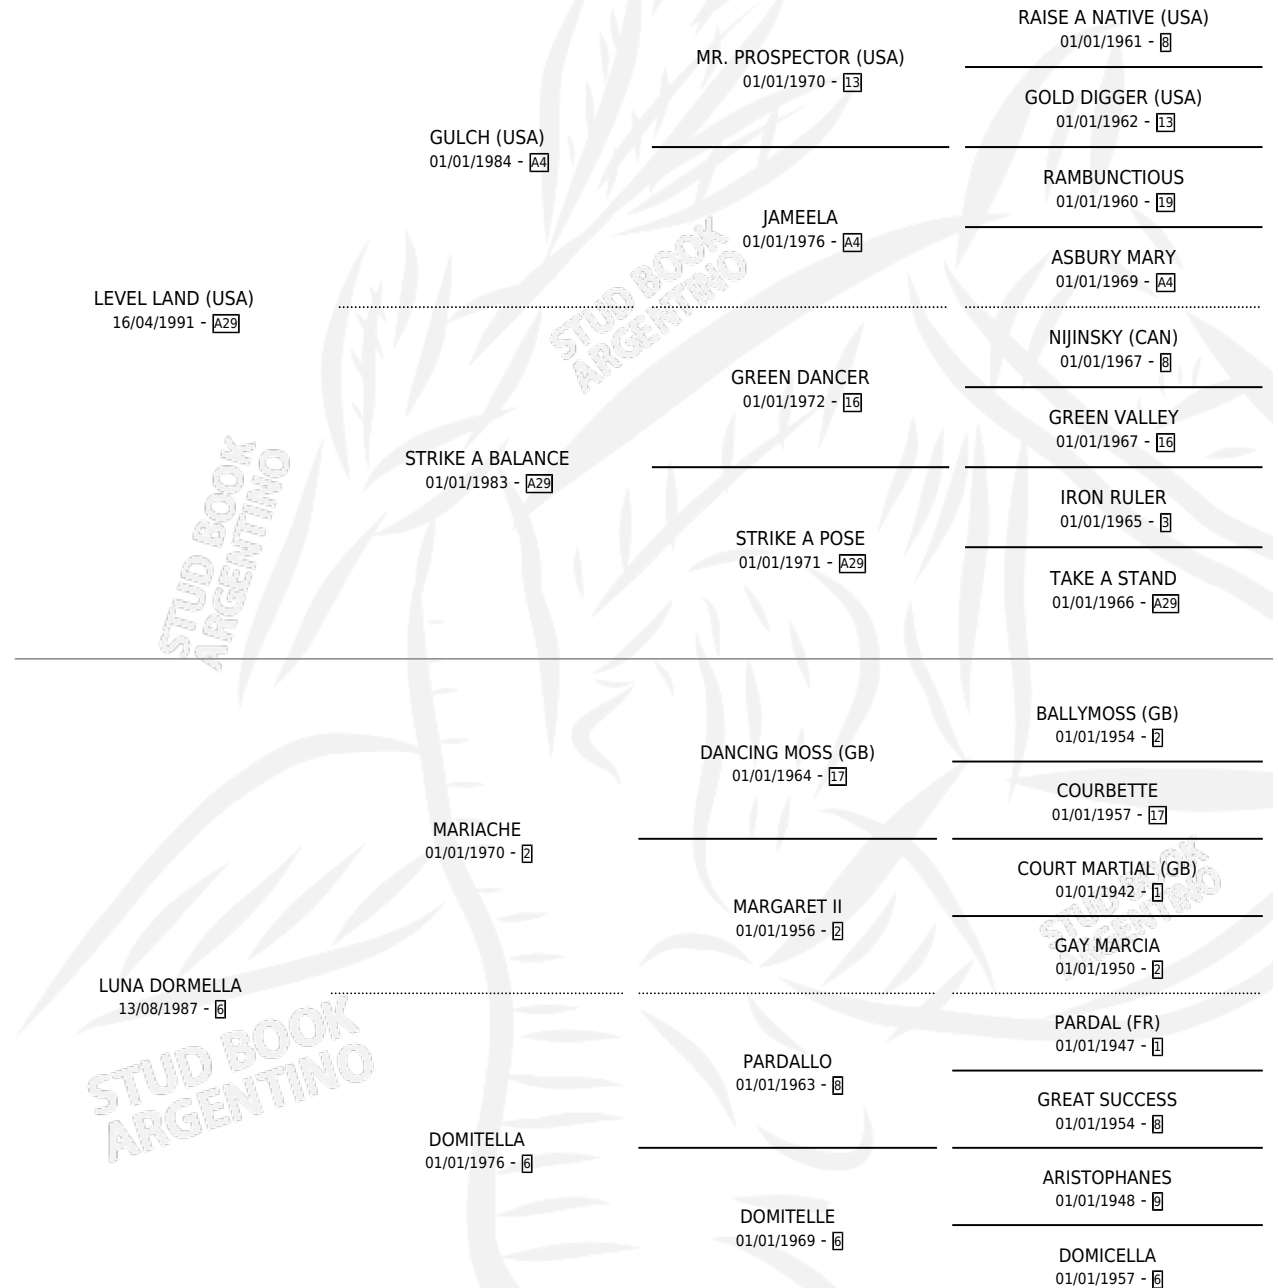 RAISE A NATIVE (USA)
01/01/1961 - 8
MR. PROSPECTOR (USA)
01/01/1970 - 13
GOLD DIGGER (USA)
01/01/1962 - 13
GULCH (USA)
01/01/1984 - A4
RAMBUNCTIOUS
01/01/1960 - 19
JAMEELA
01/01/1976 - A4
ASBURY MARY
01/01/1969 - A4
LEVEL LAND (USA)
16/04/1991 - A29
NIJINSKY (CAN)
01/01/1967 - 8
GREEN DANCER
01/01/1972 - 16
GREEN VALLEY
01/01/1967 - 16
STRIKE A BALANCE
01/01/1983 - A29
IRON RULER
01/01/1965 - 3
STRIKE A POSE
01/01/1971 - A29
TAKE A STAND
01/01/1966 - A29
BALLYMOSS (GB)
01/01/1954 - 2
DANCING MOSS (GB)
01/01/1964 - 17
COURBETTE
01/01/1957 - 17
MARIACHE
01/01/1970 - 2
COURT MARTIAL (GB)
01/01/1942 - 1
MARGARET II
01/01/1956 - 2
GAY MARCIA
01/01/1950 - 2
LUNA DORMELLA
13/08/1987 - 6
PARDAL (FR)
01/01/1947 - 1
PARDALLO
01/01/1963 - 8
GREAT SUCCESS
01/01/1954 - 8
DOMITELLA
01/01/1976 - 6
ARISTOPHANES
01/01/1948 - 9
DOMITELLE
01/01/1969 - 6
DOMICELLA
01/01/1957 - 6
STUD BOOK
ARGENTINO
STUD BOOK
ARGENTINO
STUD BOOK
ARGENTINO
STUD BOOK
ARGENTINO